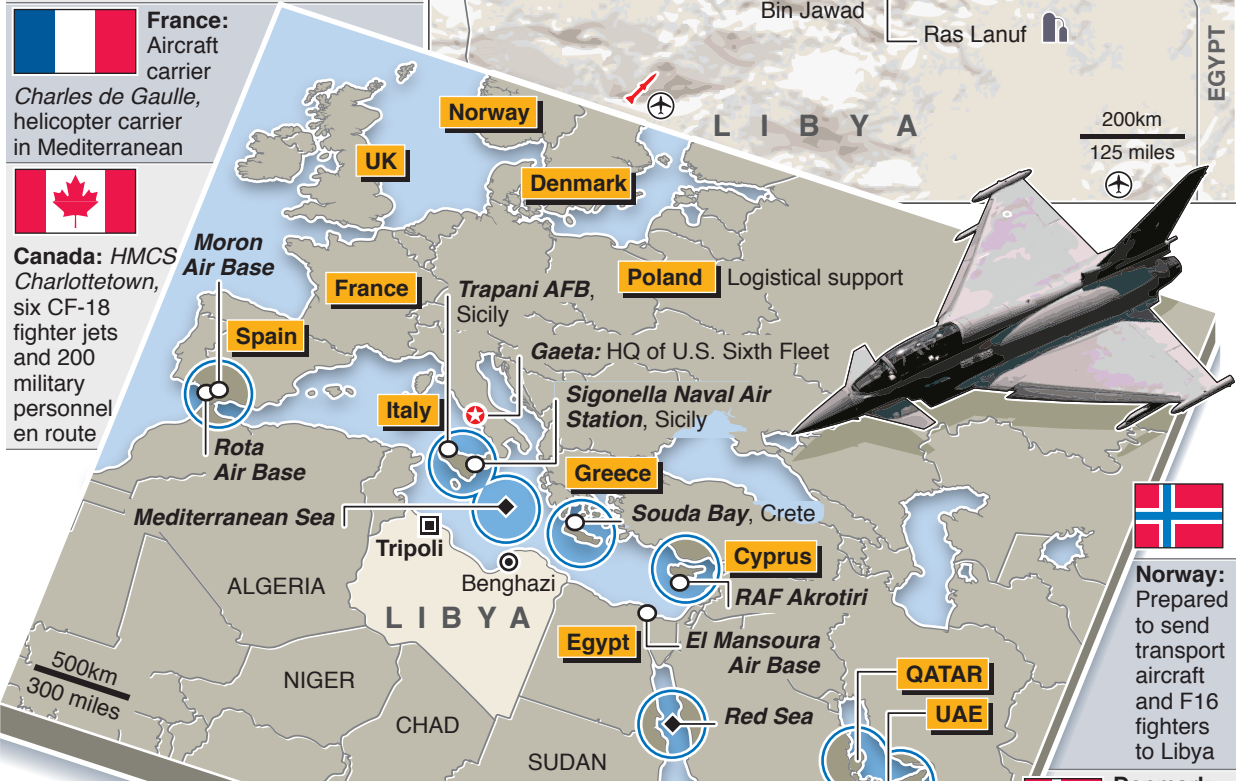 France:
Aircraft
carrier
Charles de Gaulle,
helicopter carrier
in Mediterranean
Canada: HMCS
Charlottetown,
six CF-18
fighter jets
and 200
military
personnel
en route
Bin Jawad
Ras Lanuf
EGYPT
LIBYA
200km
125 miles
Norway
UK
Denmark
Moron
Air Base
France
Trapani AFB,
Sicily
Poland
Logistical support
Spain
Gaeta: HQ of U.S. Sixth Fleet
Italy
Sigonella Naval Air
Station, Sicily
Rota
Air Base
Greece
Mediterranean Sea
Souda Bay, Crete
Tripoli
Cyprus
Benghazi
ALGERIA
RAF Akrotiri
LIBYA
Egypt
El Mansoura
Air Base
500km
300 miles
NIGER
QATAR
UAE
CHAD
Red Sea
SUDAN
Norway:
Prepared
to send
transport
aircraft
and F16
fighters
to Libya